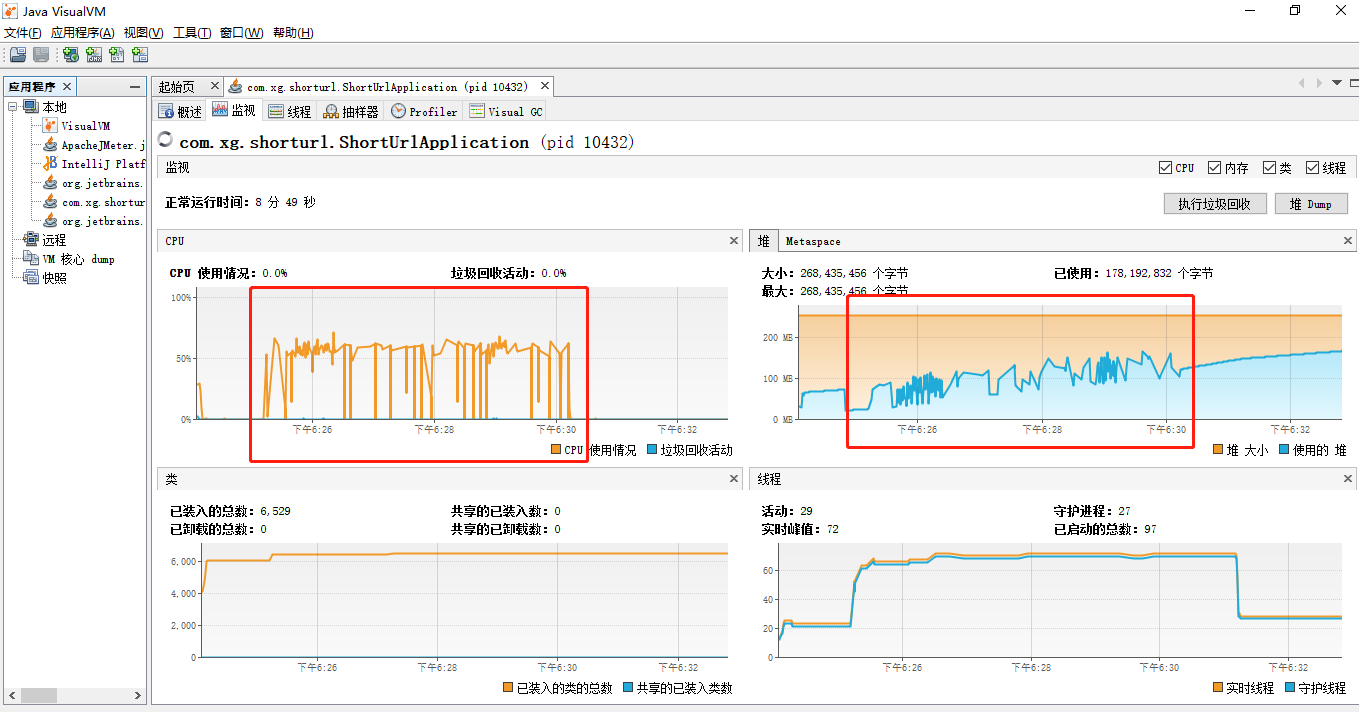 Java VisualVM
文件(F) 应用程序(A) 视图(V) 工具(T) 窗口(W) 帮助(H)
应用程序
本地
VisualVM
ApacheJMeter.j
IntelliJ Platf
org.jetbrains.
com.xg.shortur
org.jetbrains.
远程
VM 核心 dump
快照
起始页 com.xg.shorturl.ShortUrlApplication (pid 10432)
概述 监视 线程 抽样器 Profiler Visual GC
com.xg.shorturl.ShortUrlApplication (pid 10432)
监视 CPU 内存 类 线程
正常运行时间: 8 分 49 秒 执行垃圾回收 堆 Dump
CPU
CPU 使用情况: 0.0% 垃圾回收活动: 0.0%
100%
50%
0%
下午6:26 下午6:28 下午6:30 下午6:32
CPU 使用情况 垃圾回收活动
堆 Metaspace
大小: 268,435,456 个字节 已使用: 178,192,832 个字节
最大: 268,435,456 个字节
200 MB
100 MB
0 MB
下午6:26 下午6:28 下午6:30 下午6:32
堆 大小 使用的 堆
类
已装入的总数: 6,529 共享的已装入数: 0
已卸载的总数: 0 共享的已卸载数: 0
6,000
4,000
2,000
0
下午6:26 下午6:28 下午6:30 下午6:32
已装入的类的总数 共享的已装入类数
线程
活动: 29 守护进程: 27
实时峰值: 72 已启动的总数: 97
60
40
20
0
下午6:26 下午6:28 下午6:30 下午6:32
实时线程 守护线程